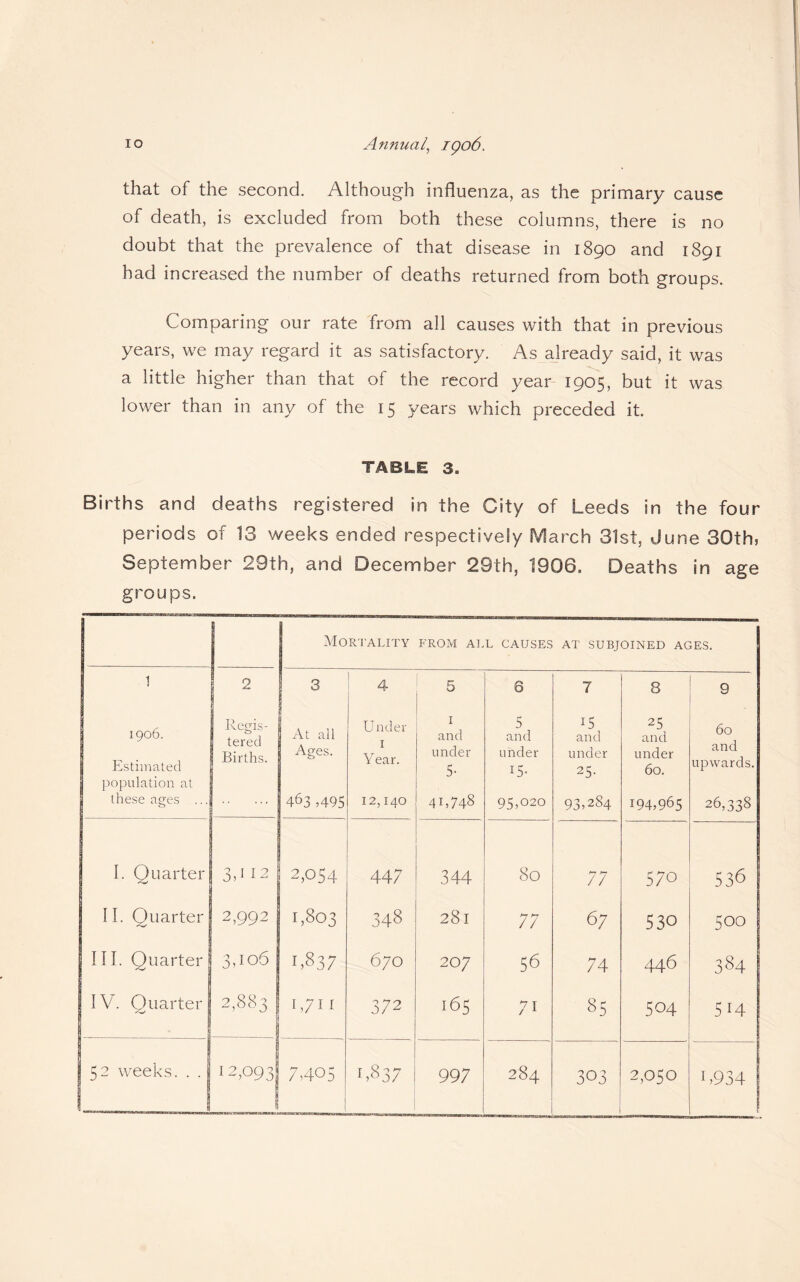 10 Annual, 1906.
that of the second. Although influenza, as the primary cause
of death, is excluded from both these columns, there is no
doubt that the prevalence of that disease in 1890 and 1891
had increased the number of deaths returned from both groups.
Comparing our rate from all causes with that in previous
years, we may regard it as satisfactory. As already said, it was
a little higher than that of the record year 1905, but it was
lower than in any of the 15 years which preceded it.
TABLE 3.
Births and deaths registered in the City of Leeds in the four
periods of 13 weeks ended respectively March 31st, June 30th,
September 29th, and December 29th, 1906. Deaths in age
groups.
MORTALITY FROM ALL CAUSES AT SUBJOINED AGES.
1 2 3 4 5 6 7 8 9
1906. Estimated population at these ages ...
Regis-tered Births. .. ...
At all Ages. 463,495
Under 1 Year. 12,140
1 and under 5. 41,748
5 and under 15. 95,020
15 and under 25. 93,284
25 and under 60. 194,965
60 and upwards. 26,338
I. Quarter 3,112 2,054 447 344 80 77 570 536
II. Quarter 2,992 1,803 348 281 77 67 530 500
III. Quarter 3,106 1,837 670 207 56 74 446 384
IV. Quarter 2,883 1,711 372 165 71 85 504 514
52 weeks. . . 12,093 7,405 1,837 997 284 303 2,050 1,934